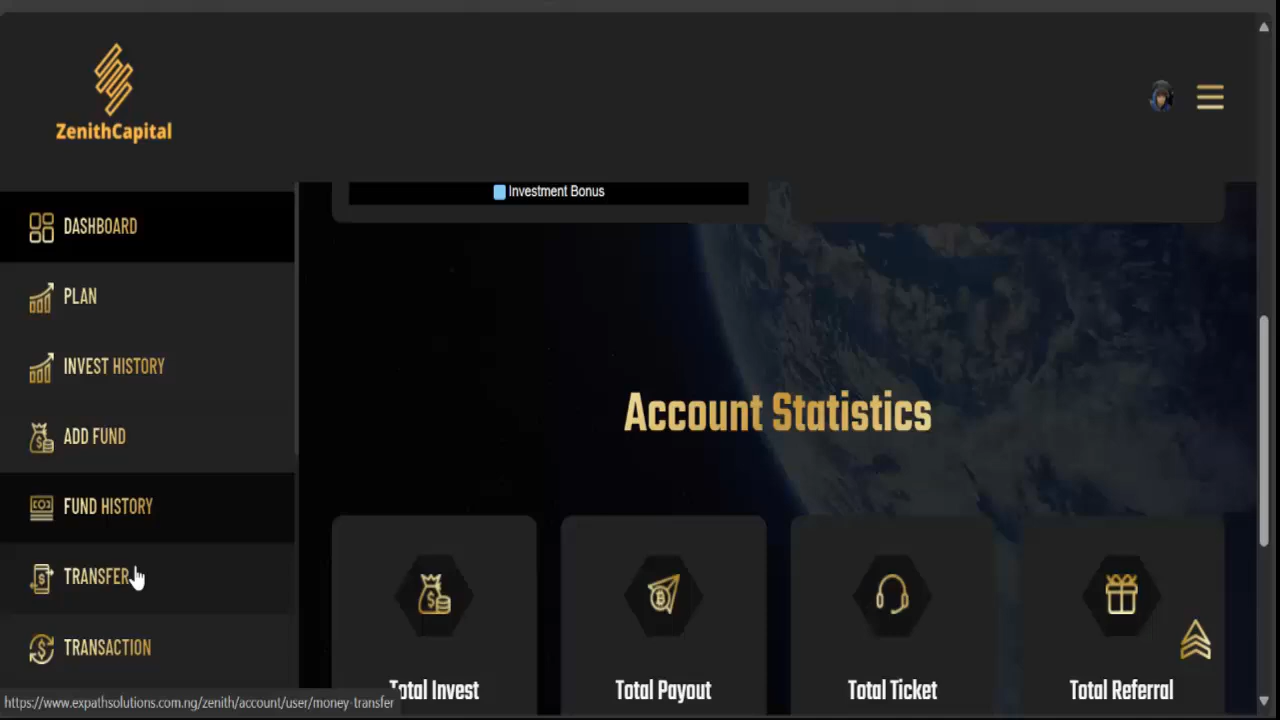 ZenithCapital
DASHBOARD
PLAN
INVEST HISTORY
ADD FUND
FUND HISTORY
TRANSFER
TRANSACTION
Investment Bonus
Account Statistics
Total Invest
Total Payout
Total Ticket
Total Referral
https://www.expathsolutions.com.ng/zenith/account/user/money-transfer